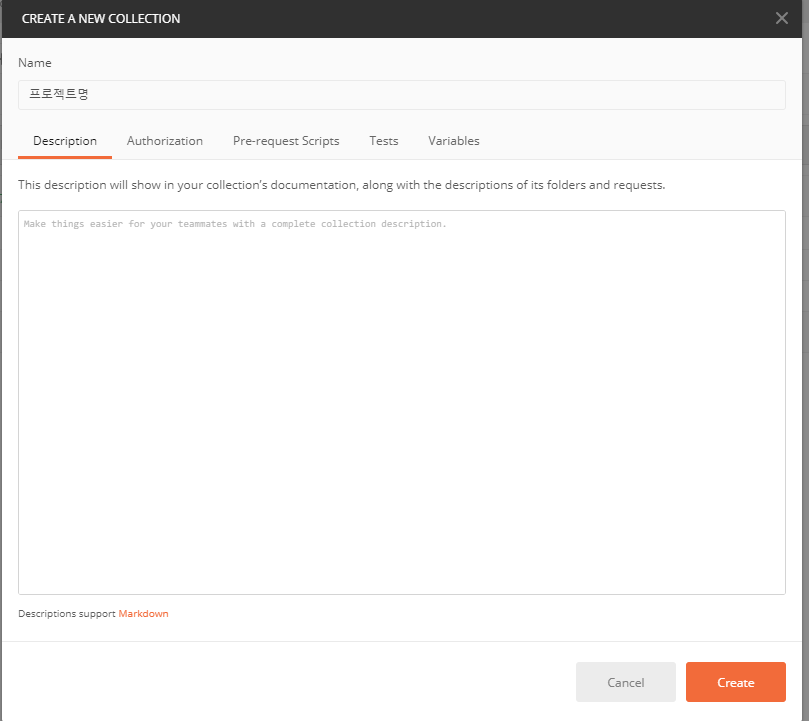 CREATE A NEW COLLECTION
Name
프로젝트명
Description Authorization Pre-request Scripts Tests Variables
This description will show in your collection's documentation, along with the descriptions of its folders and requests.
Make things easier for your teammates with a complete collection description.
Descriptions support Markdown
Cancel Create